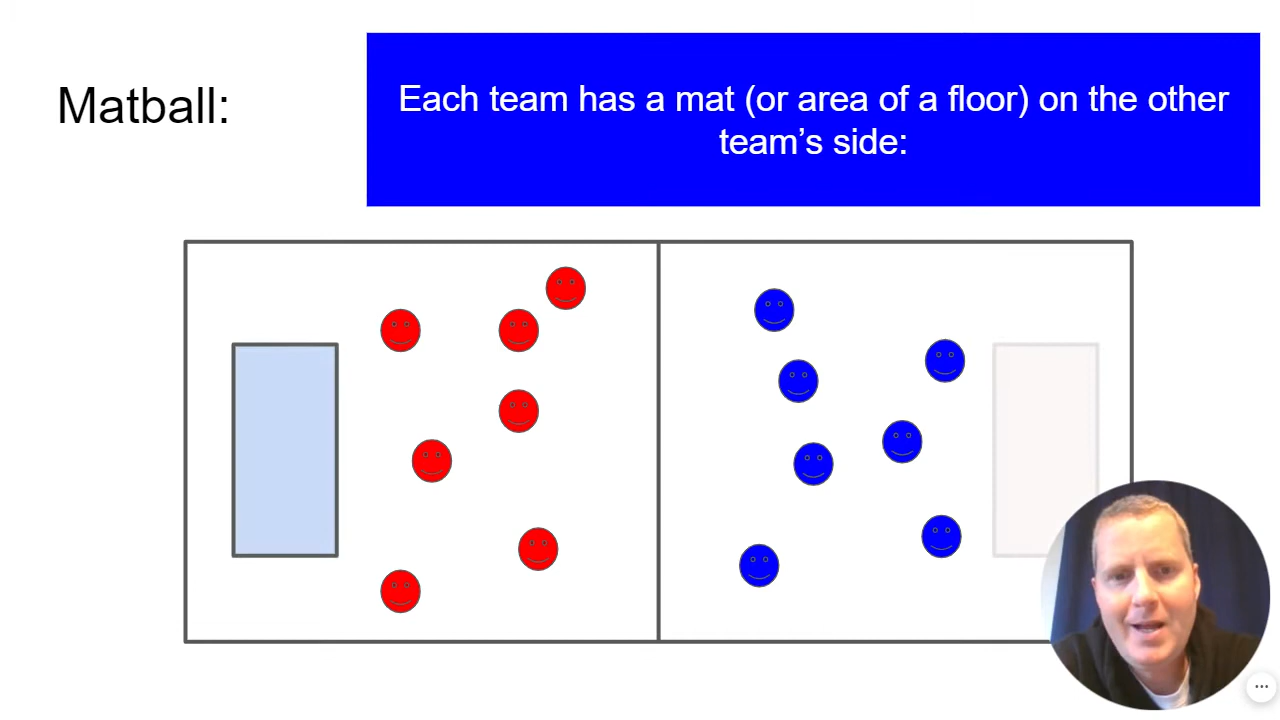 Matball:
Each team has a mat (or area of a floor) on the other
team’s side: